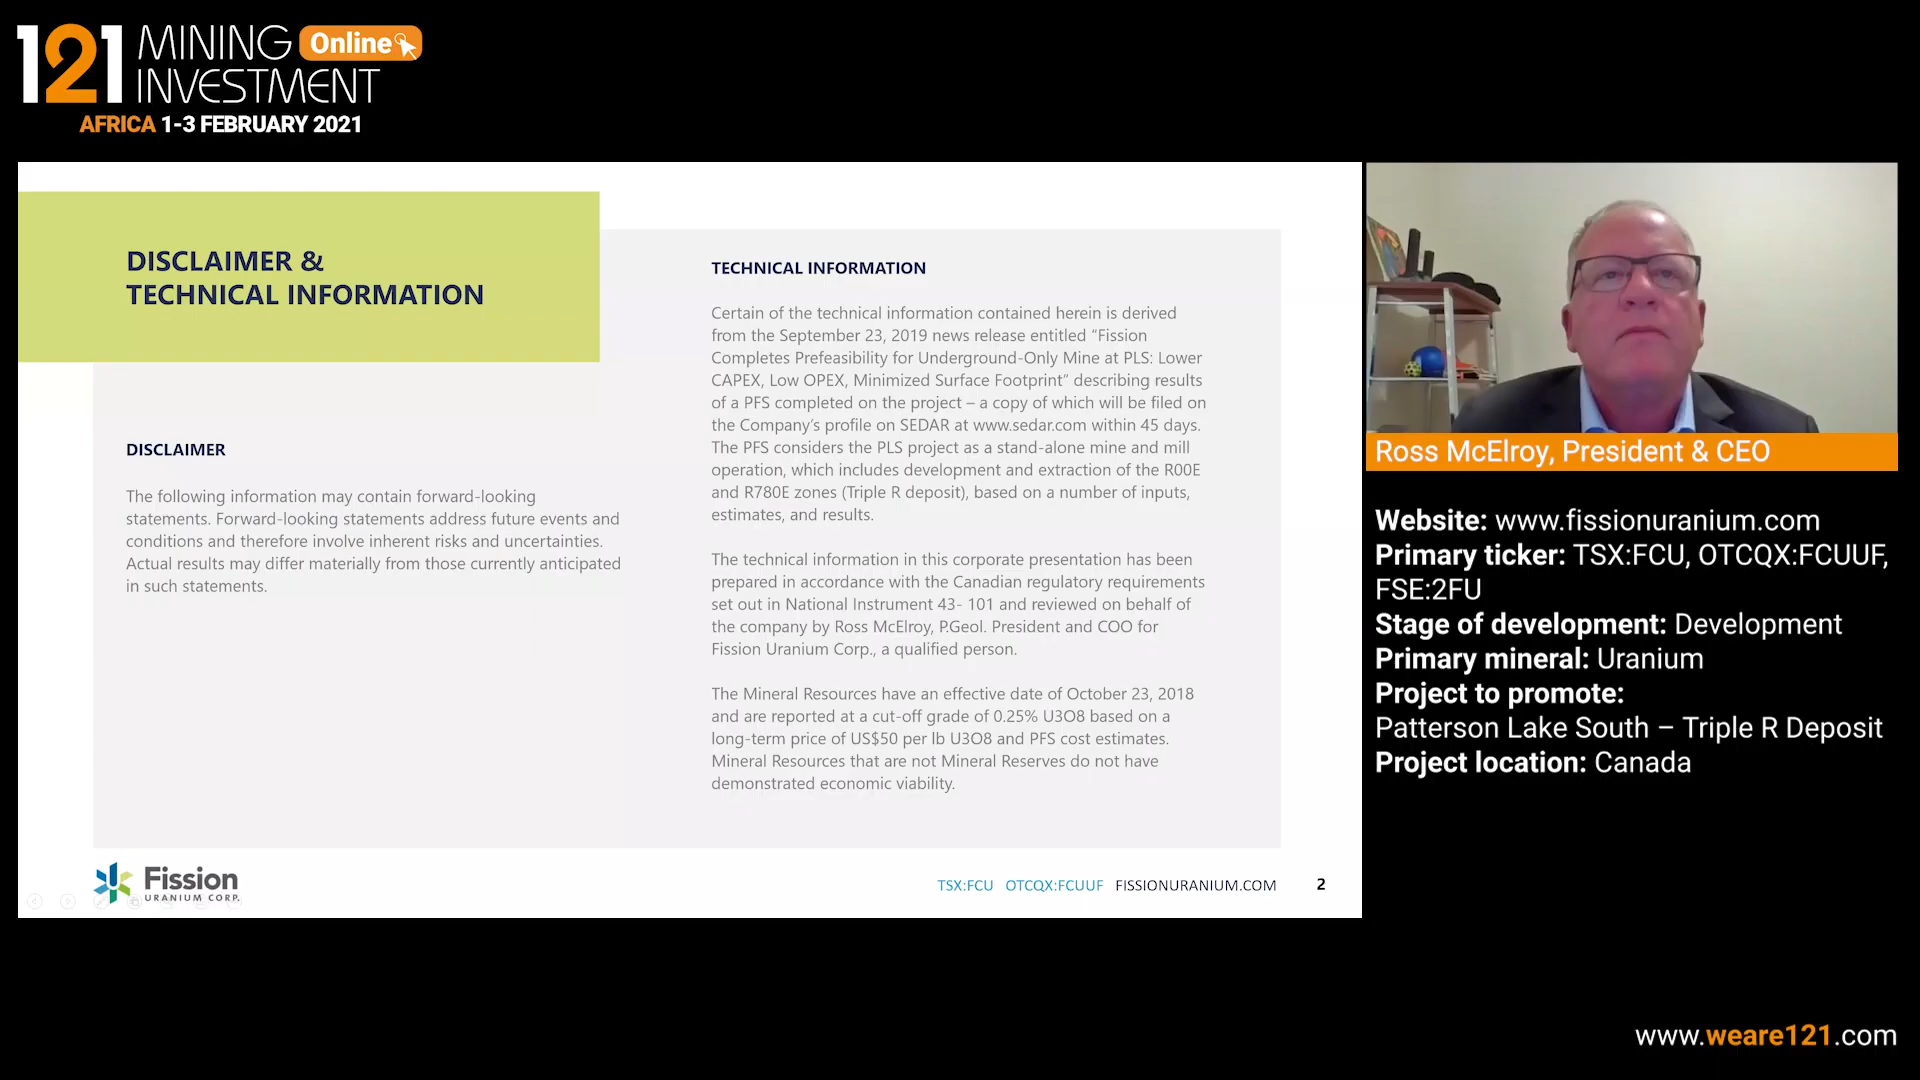 121 MINING Online
INVESTMENT
AFRICA 1-3 FEBRUARY 2021
DISCLAIMER &
TECHNICAL INFORMATION
DISCLAIMER
The following information may contain forward-looking
statements. Forward-looking statements address future events and
conditions and therefore involve inherent risks and uncertainties.
Actual results may differ materially from those currently anticipated
in such statements.
TECHNICAL INFORMATION
Certain of the technical information contained herein is derived
from the September 23, 2019 news release entitled “Fission
Completes Prefeasibility for Underground-Only Mine at PLS: Lower
CAPEX, Low OPEX, Minimized Surface Footprint” describing results
of a PFS completed on the project – a copy of which will be filed on
the Company’s profile on SEDAR at www.sedar.com within 45 days.
The PFS considers the PLS project as a stand-alone mine and mill
operation, which includes development and extraction of the R00E
and R780E zones (Triple R deposit), based on a number of inputs,
estimates, and results.
The technical information in this corporate presentation has been
prepared in accordance with the Canadian regulatory requirements
set out in National Instrument 43- 101 and reviewed on behalf of
the company by Ross McElroy, P.Geol. President and COO for
Fission Uranium Corp., a qualified person.
The Mineral Resources have an effective date of October 23, 2018
and are reported at a cut-off grade of 0.25% U3O8 based on a
long-term price of US$50 per lb U3O8 and PFS cost estimates.
Mineral Resources that are not Mineral Reserves do not have
demonstrated economic viability.
Fission
URANIUM CORP.
TSX:FCU OTCQX:FCUUF FISSIONURANIUM.COM 2
Ross McElroy, President & CEO
Website: www.fissionuranium.com
Primary ticker: TSX:FCU, OTCQX:FCUUF,
FSE:2FU
Stage of development: Development
Primary mineral: Uranium
Project to promote:
Patterson Lake South – Triple R Deposit
Project location: Canada
www.weare121.com